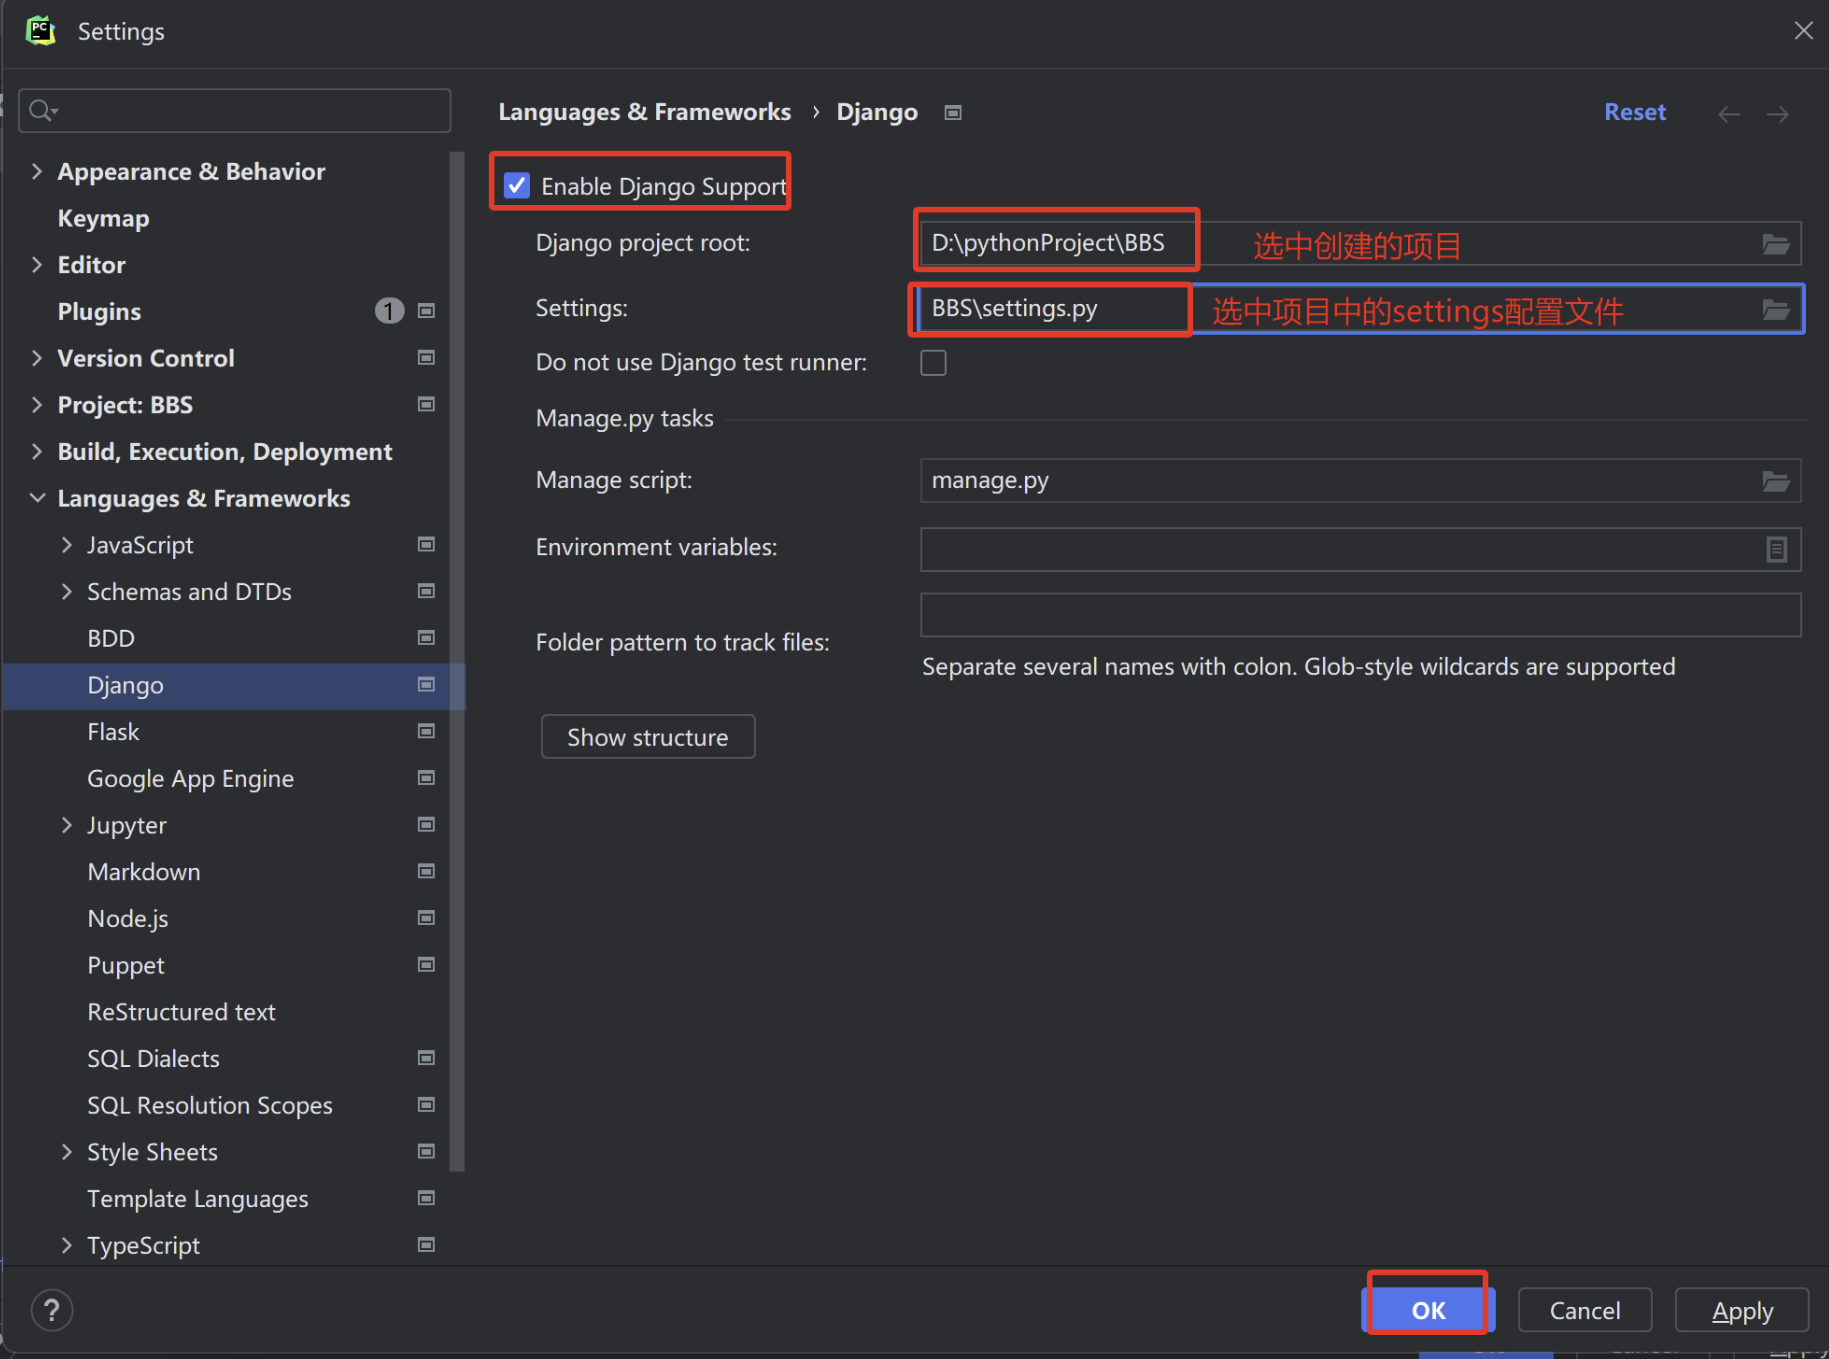 Settings
Languages & Frameworks › Django
Reset
Appearance & Behavior
Keymap
Editor
Plugins 1
Version Control
Project: BBS
Build, Execution, Deployment
Languages & Frameworks
JavaScript
Schemas and DTDs
BDD
Django
Flask
Google App Engine
Jupyter
Markdown
Node.js
Puppet
ReStructured text
SQL Dialects
SQL Resolution Scopes
Style Sheets
Template Languages
TypeScript
Enable Django Support
Django project root: D:\pythonProject\BBS 选中创建的项目
Settings: BBS\settings.py 选中项目中的settings配置文件
Do not use Django test runner:
Manage.py tasks
Manage script: manage.py
Environment variables:
Folder pattern to track files:
Separate several names with colon. Glob-style wildcards are supported
Show structure
?
OK Cancel Apply